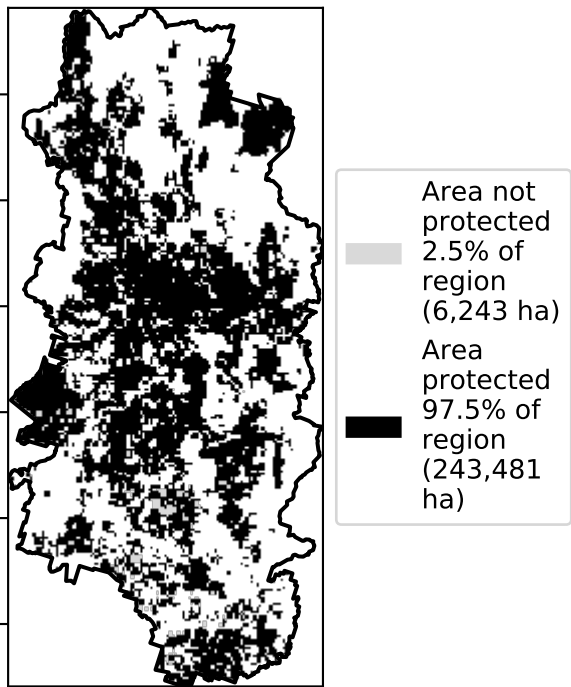 Area not
protected
2.5% of
region
(6,243 ha)
Area
protected
97.5% of
region
(243,481
ha)